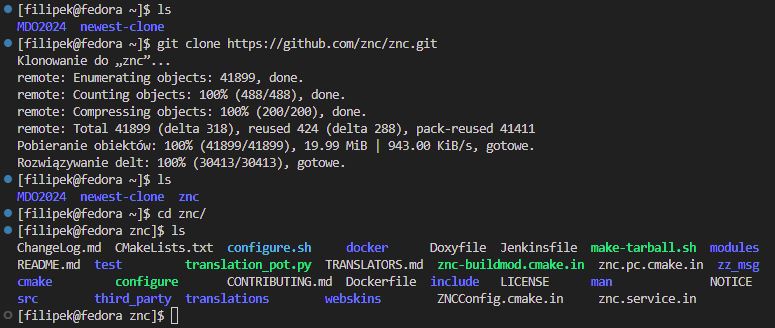 [filipek@fedora ~]$ ls
MDO2024 newest-clone
[filipek@fedora ~]$ git clone https://github.com/znc/znc.git
Klonowanie do „znc”...
remote: Enumerating objects: 41899, done.
remote: Counting objects: 100% (488/488), done.
remote: Compressing objects: 100% (200/200), done.
remote: Total 41899 (delta 318), reused 424 (delta 288), pack-reused 41411
Pobieranie obiektów: 100% (41899/41899), 19.99 MiB | 943.00 KiB/s, gotowe.
Rozwiązywanie delt: 100% (30413/30413), gotowe.
[filipek@fedora ~]$ ls
MDO2024 newest-clone znc
[filipek@fedora ~]$ cd znc/
[filipek@fedora znc]$ ls
ChangeLog.md CMakeLists.txt configure.sh docker Doxyfile Jenkinsfile make-tarball.sh modules
README.md test translation_pot.py TRANSLATORS.md znc-buildmod.cmake.in znc.pc.cmake.in zz_msg
cmake configure CONTRIBUTING.md Dockerfile include LICENSE man NOTICE
src third_party translations webskins ZNCConfig.cmake.in znc.service.in
[filipek@fedora znc]$